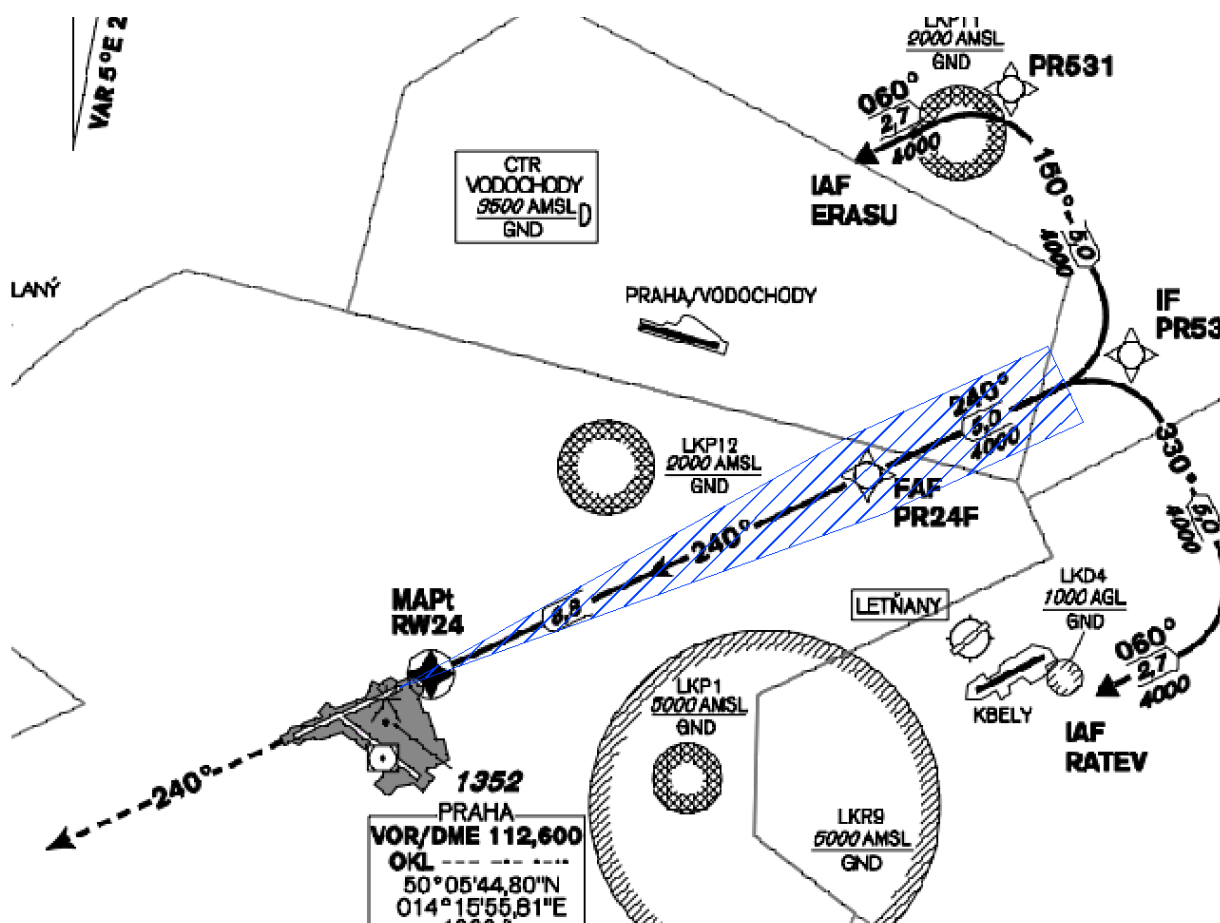 VAR 5°E 2
2000 AMSL
GND
PR531
060°
2,7
4000
IAF
ERASU
150°
5,0
4000
CTR
VODOCHODY
3500 AMSL
GND
D
LANÝ
PRAHA/VODOCHODY
IF
PR53
240°
5,0
4000
330°
5,0
4000
LKP12
2000 AMSL
GND
FAF
PR24F
240°
6,8
MAPt
RW24
LETŇANY
LKD4
1000 AGL
GND
060°
2,7
4000
KBELY
IAF
RATEV
LKP1
5000 AMSL
GND
240°
1352
PRAHA
VOR/DME 112,600
OKL --- -.- .-..
50°05'44,80"N
014°15'55,81"E
LKR9
5000 AMSL
GND